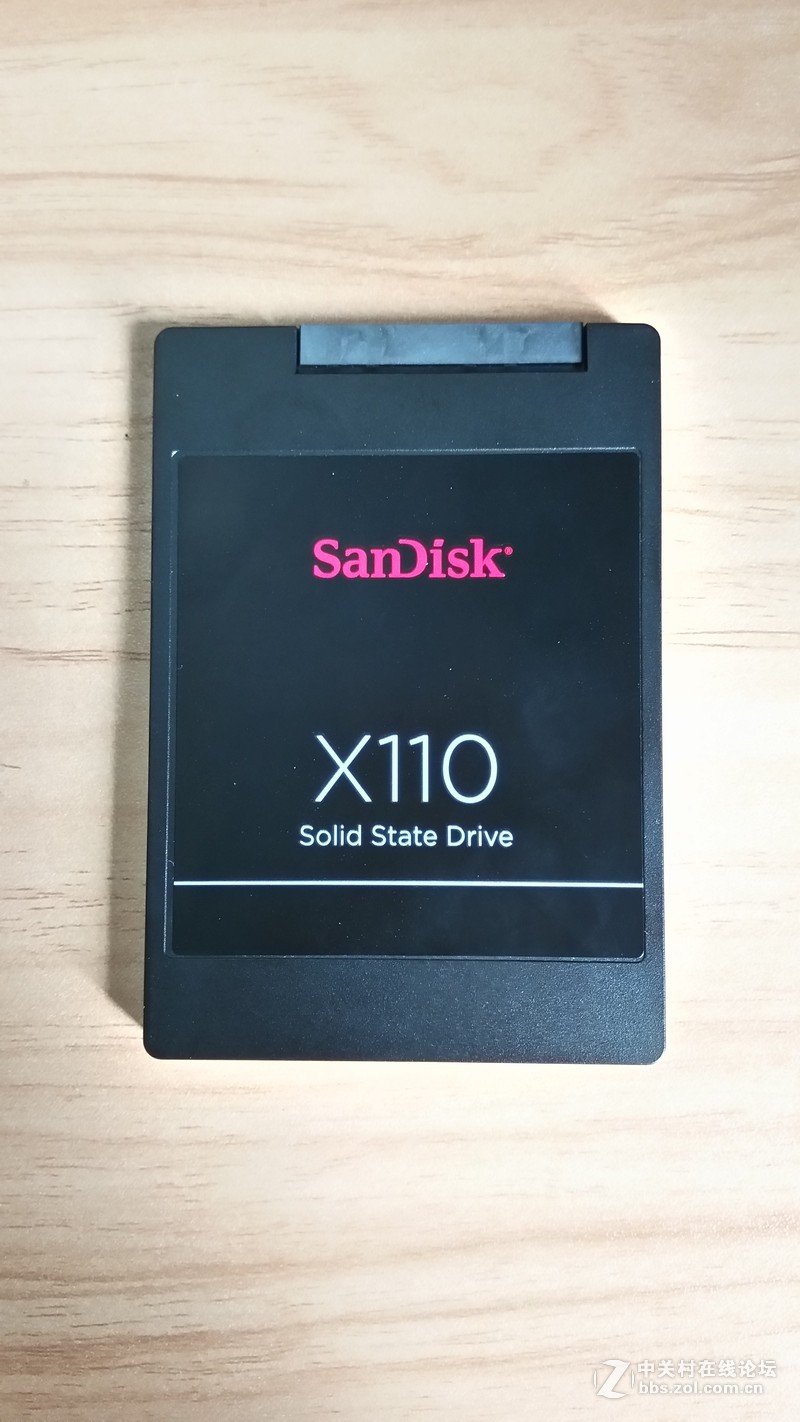 SanDisk®
X110
Solid State Drive
中关村在线论坛
bbs.zol.com.cn